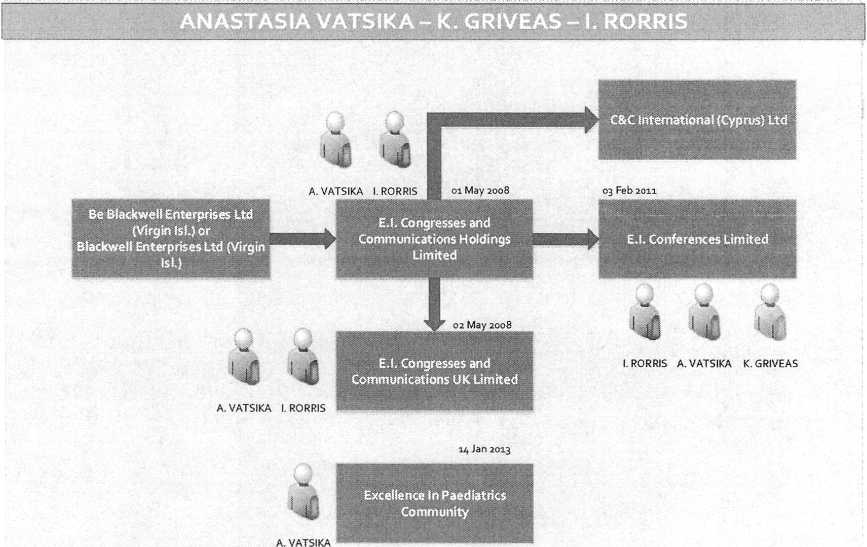 ANASTASIA VATSIKA – K. GRIVEAS – I. RORRIS
C&C International (Cyprus) Ltd
A. VATSIKA I. RORRIS
01 May 2008
03 Feb 2011
Be Blackwell Enterprises Ltd
(Virgin Isl.) or
Blackwell Enterprises Ltd (Virgin
Isl.)
E.I. Congresses and
Communications Holdings
Limited
E.I. Conferences Limited
I. RORRIS A. VATSIKA K. GRIVEAS
02 May 2008
E.I. Congresses and
Communications UK Limited
A. VATSIKA I. RORRIS
14 Jan 2013
Excellence In Paediatrics
Community
A. VATSIKA